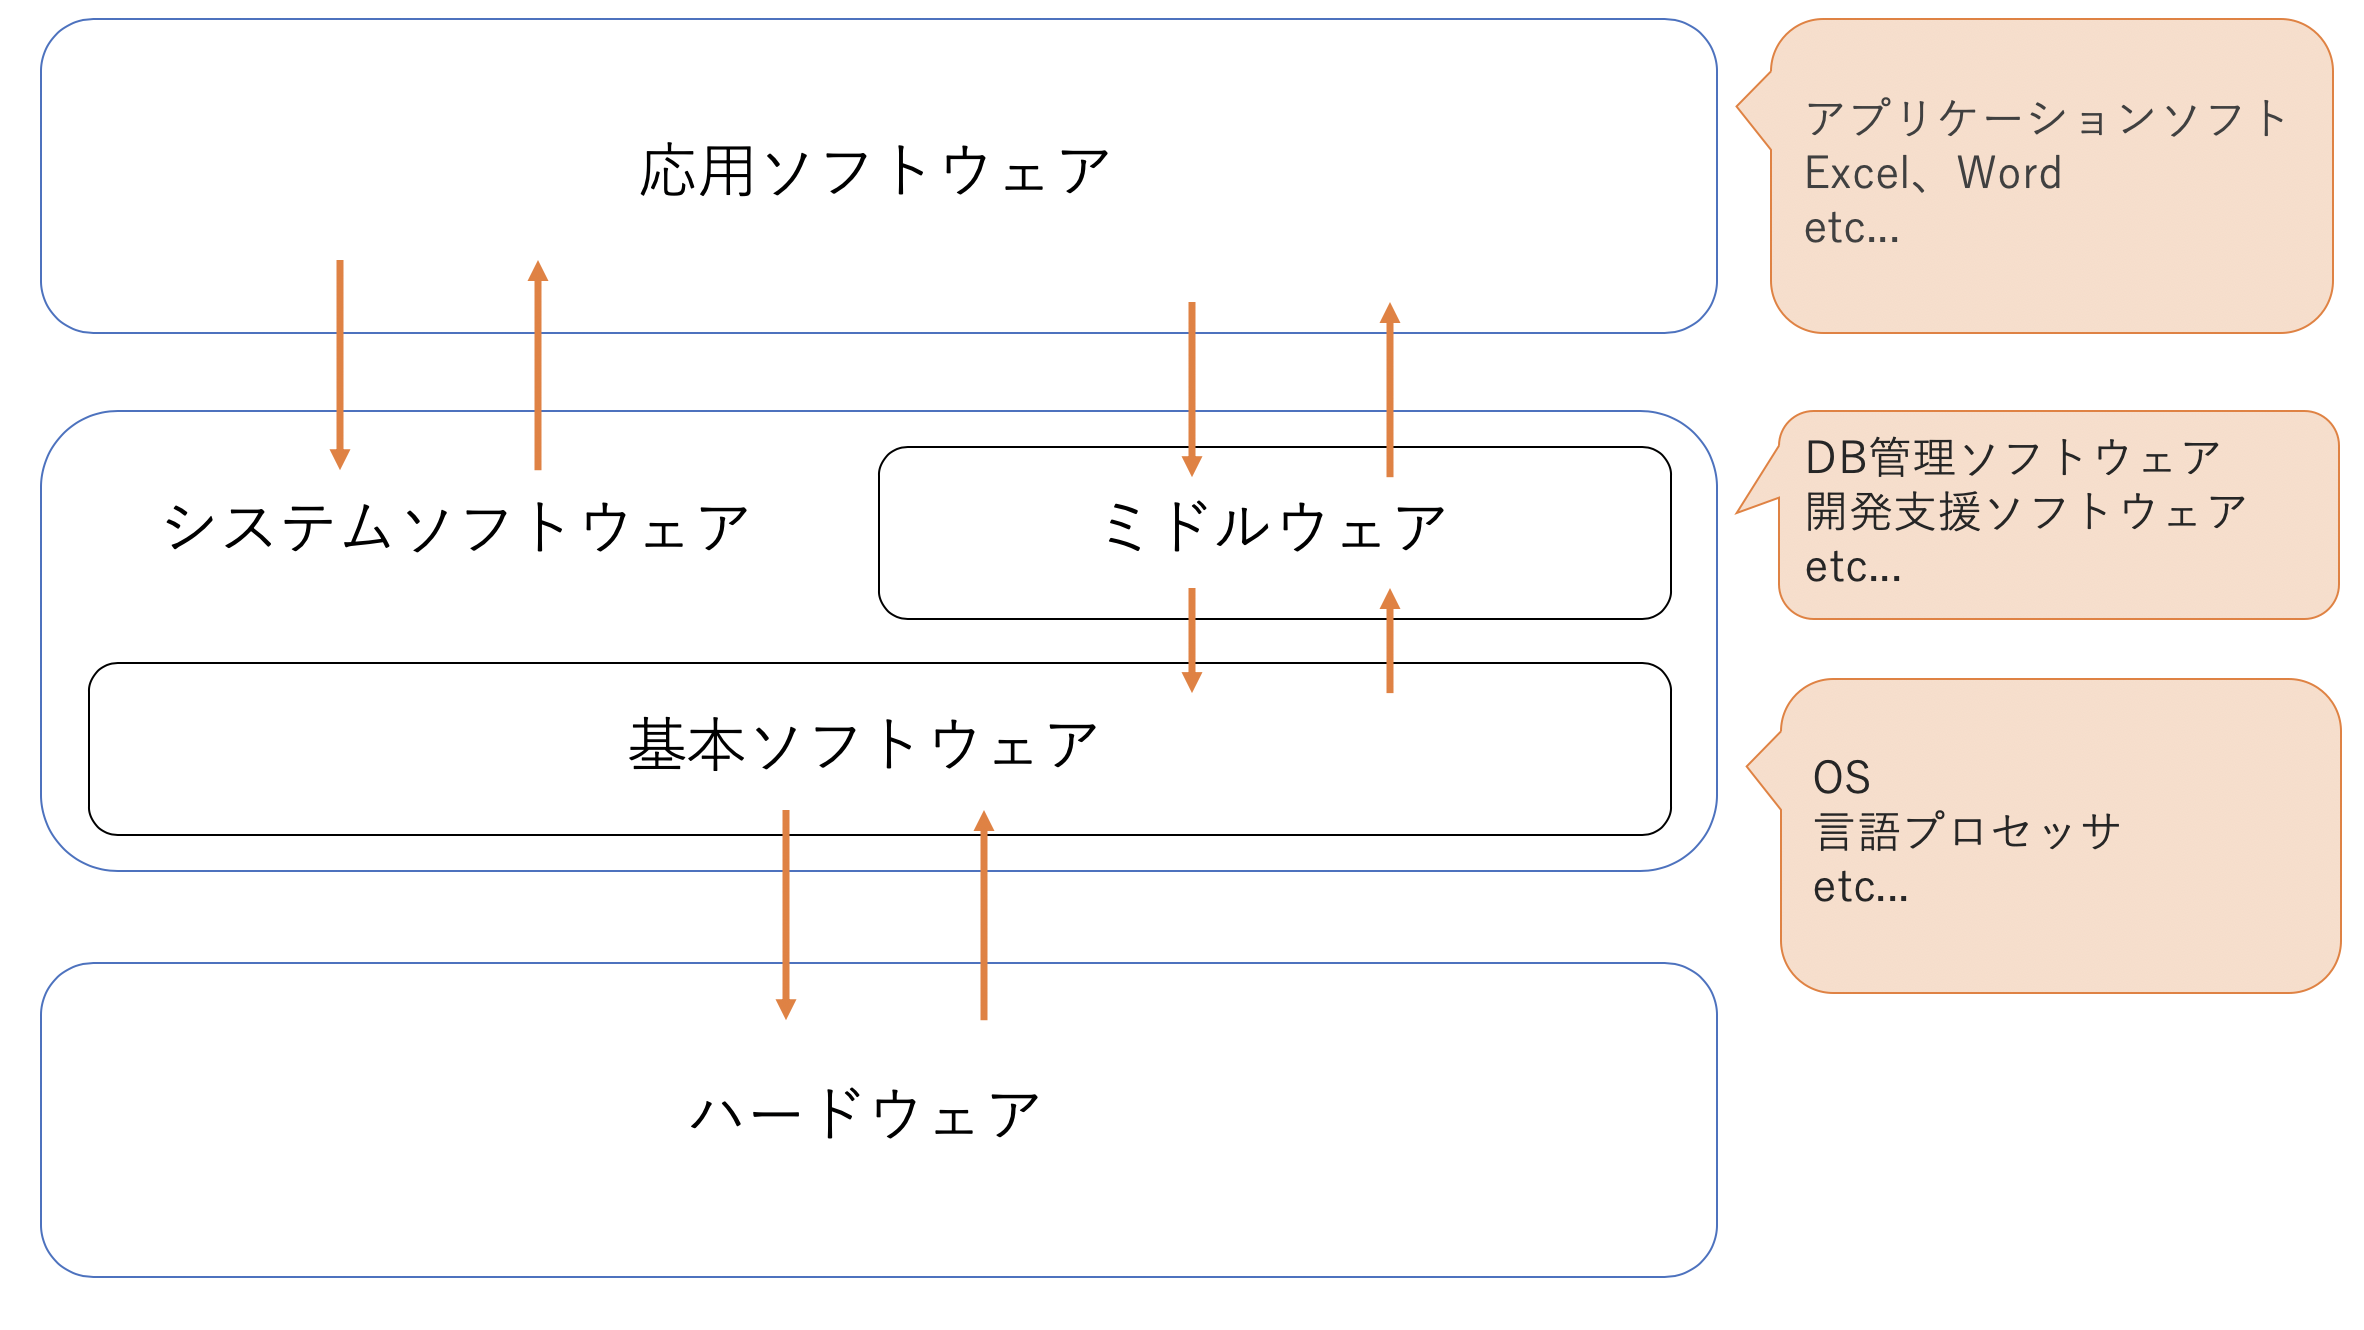 応用ソフトウェア
アプリケーションソフト
Excel、Word
etc...
システムソフトウェア
ミドルウェア
DB管理ソフトウェア
開発支援ソフトウェア
etc...
基本ソフトウェア
OS
言語プロセッサ
etc...
ハードウェア